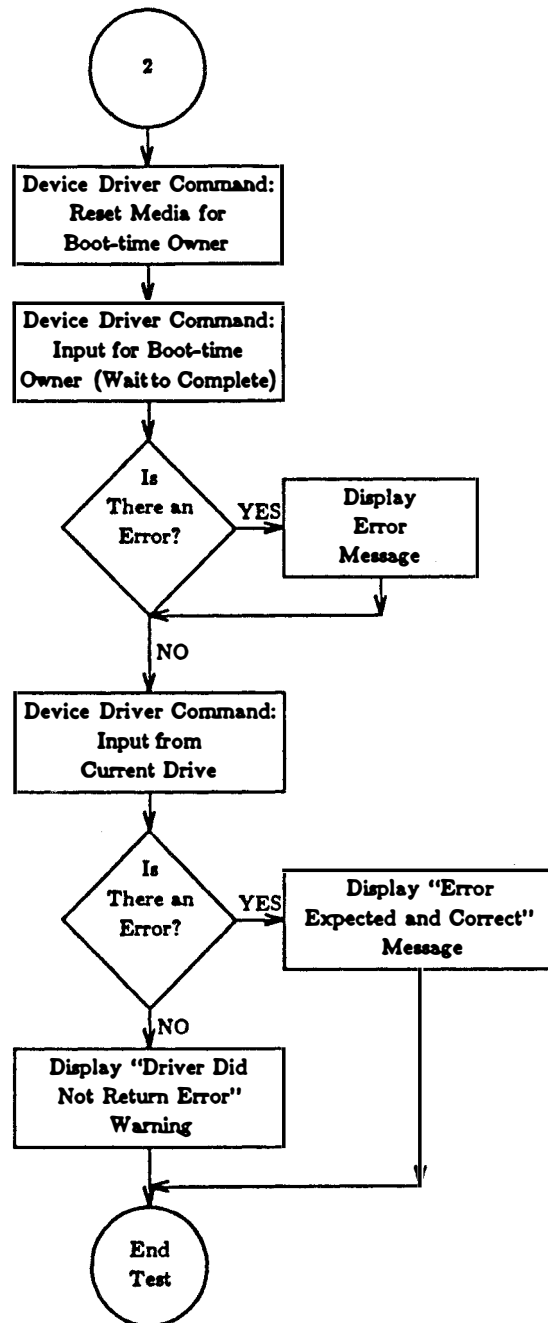 2
Device Driver Command:
Reset Media for
Boot-time Owner
Device Driver Command:
Input for Boot-time
Owner (Wait to Complete)
Is
There an
Error?
YES
Display
Error
Message
NO
Device Driver Command:
Input from
Current Drive
Is
There an
Error?
YES
Display “Error
Expected and Correct”
Message
NO
Display “Driver Did
Not Return Error”
Warning
End
Test